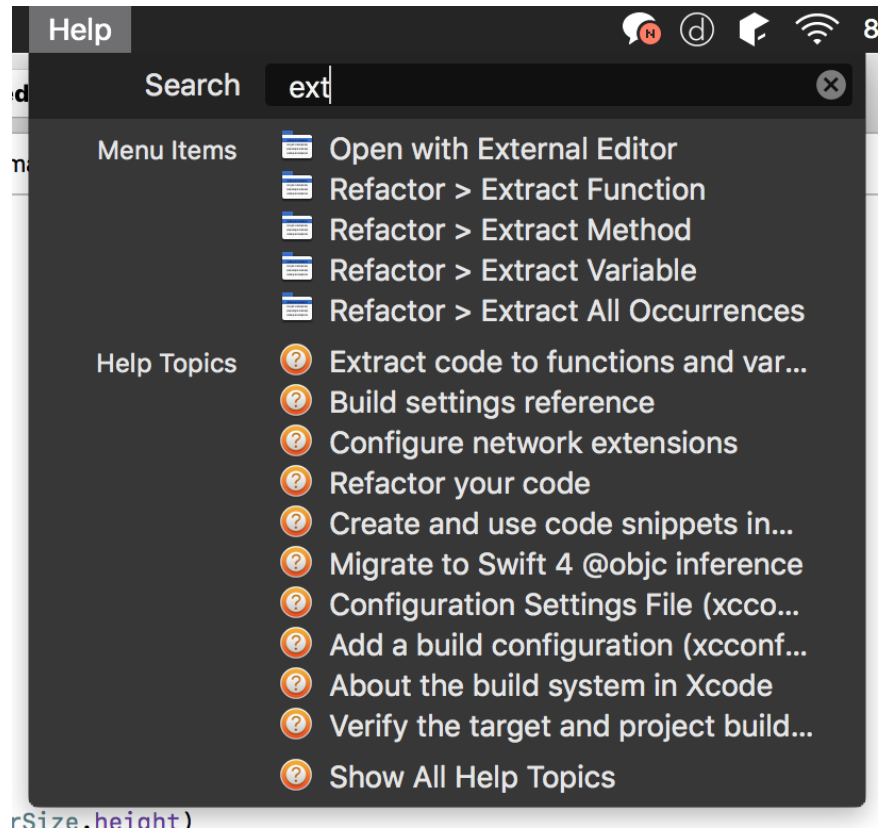 Help
N
d
8
ed
Search
ext
ma
Menu Items
Open with External Editor
Refactor > Extract Function
Refactor > Extract Method
Refactor > Extract Variable
Refactor > Extract All Occurrences
Help Topics
Extract code to functions and var...
Build settings reference
Configure network extensions
Refactor your code
Create and use code snippets in...
Migrate to Swift 4 @objc inference
Configuration Settings File (xcco...
Add a build configuration (xcconf...
About the build system in Xcode
Verify the target and project build...
Show All Help Topics
rSize.height)